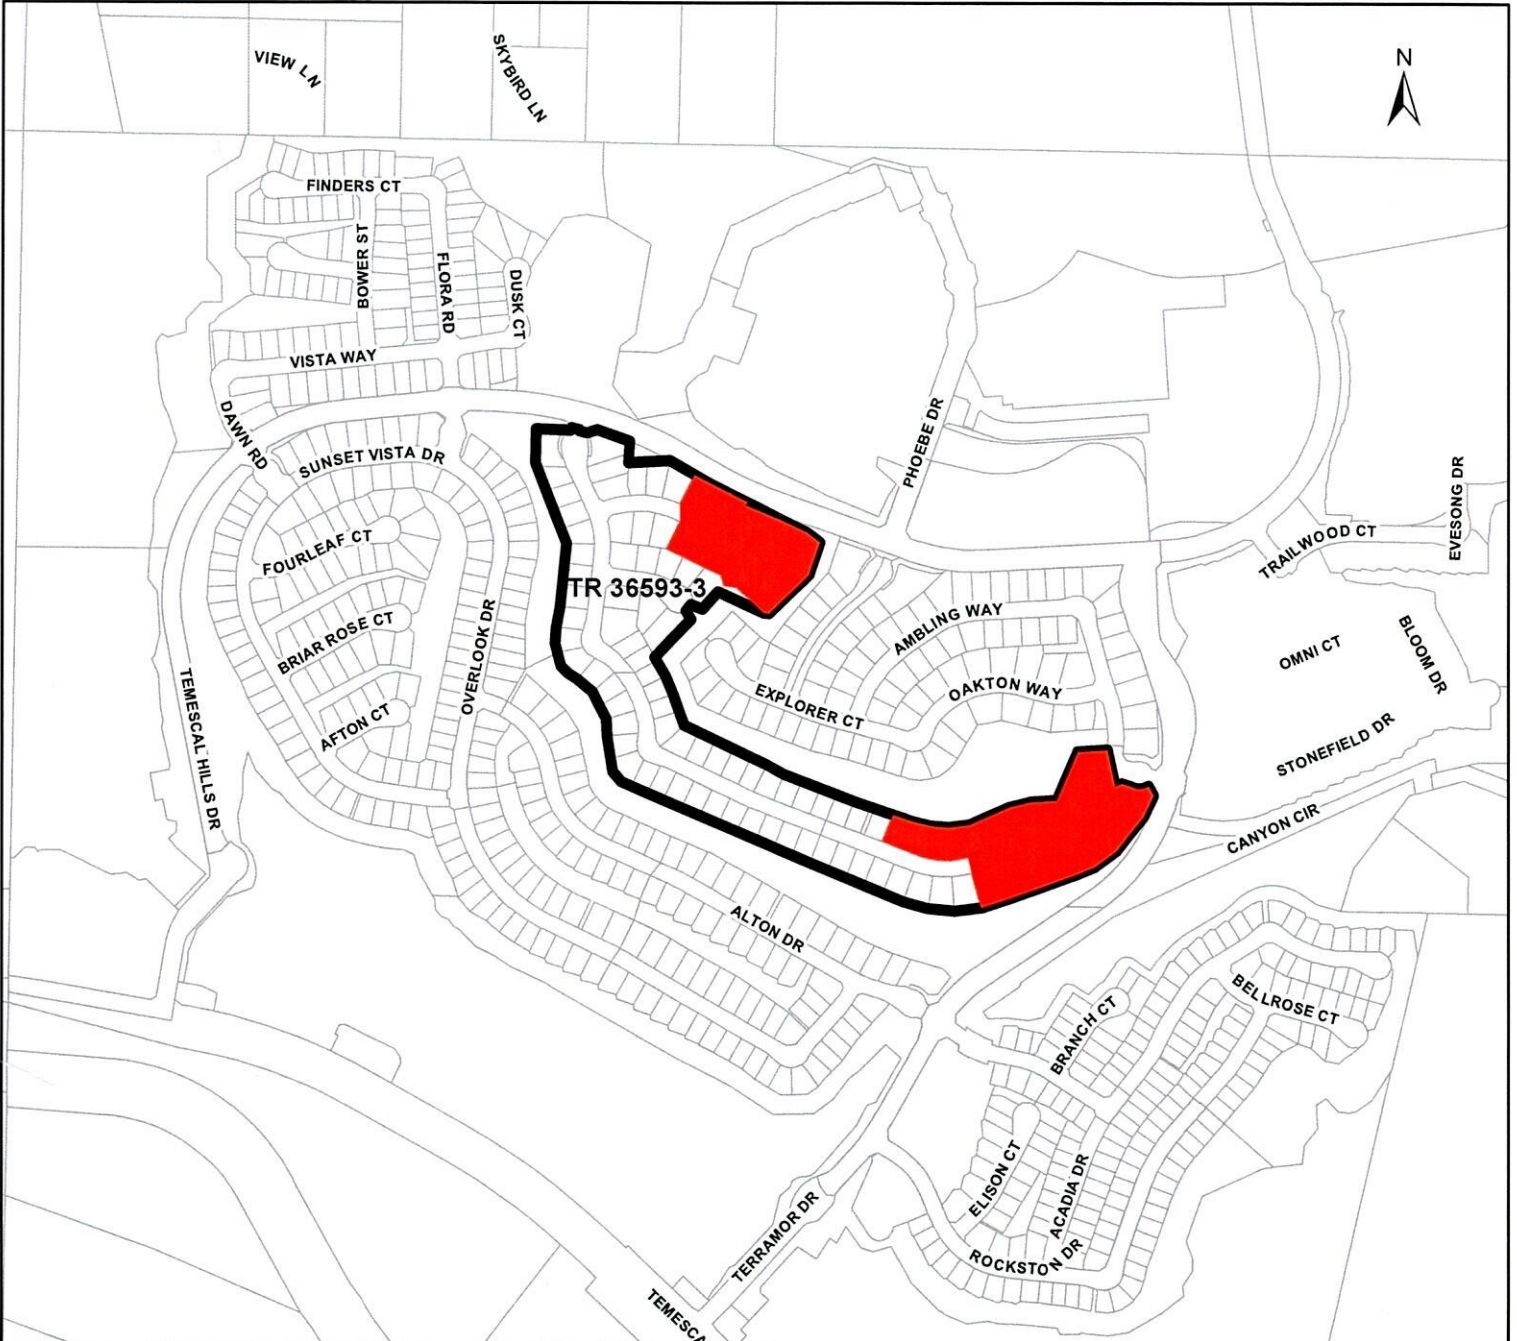 VIEW LN
SKYBIRD LN
N
FINDERS CT
BOWER ST
FLORA RD
DUSK CT
VISTA WAY
DAWN RD
SUNSET VISTA DR
PHOEBE DR
EVESONG DR
TRAILWOOD CT
FOURLEAF CT
TR 36593-3
AMBLING WAY
BRIAR ROSE CT
OVERLOOK DR
OMNI CT
BLOOM DR
EXPLORER CT
OAKTON WAY
AFTON CT
TEMESCAL HILLS DR
STONEFIELD DR
CANYON CIR
ALTON DR
BELLROSE CT
BRANCH CT
ELISON CT
ACADIA DR
TERRAMOR DR
ROCKSTON DR
TEMESCA